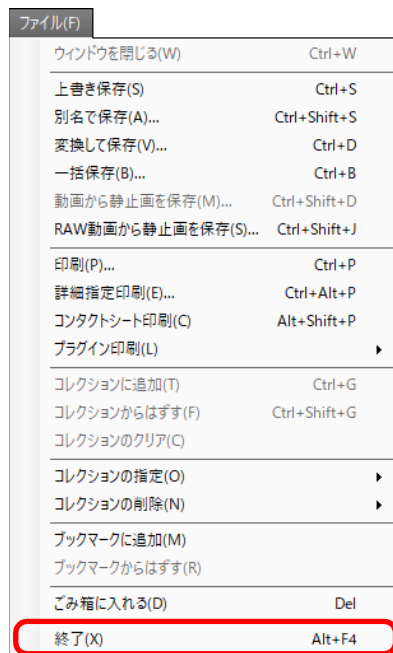 ファイル(F)
ウィンドウを閉じる(W) Ctrl+W
上書き保存(S) Ctrl+S
別名で保存(A)... Ctrl+Shift+S
変換して保存(V)... Ctrl+D
一括保存(B)... Ctrl+B
動画から静止画を保存(M)... Ctrl+Shift+D
RAW動画から静止画を保存(S)... Ctrl+Shift+J
印刷(P)... Ctrl+P
詳細指定印刷(E)... Ctrl+Alt+P
コンタクトシート印刷(C) Alt+Shift+P
プラグイン印刷(L)
コレクションに追加(T) Ctrl+G
コレクションからはずす(F) Ctrl+Shift+G
コレクションのクリア(C)
コレクションの指定(O)
コレクションの削除(N)
ブックマークに追加(M)
ブックマークからはずす(R)
ごみ箱に入れる(D) Del
終了(X) Alt+F4